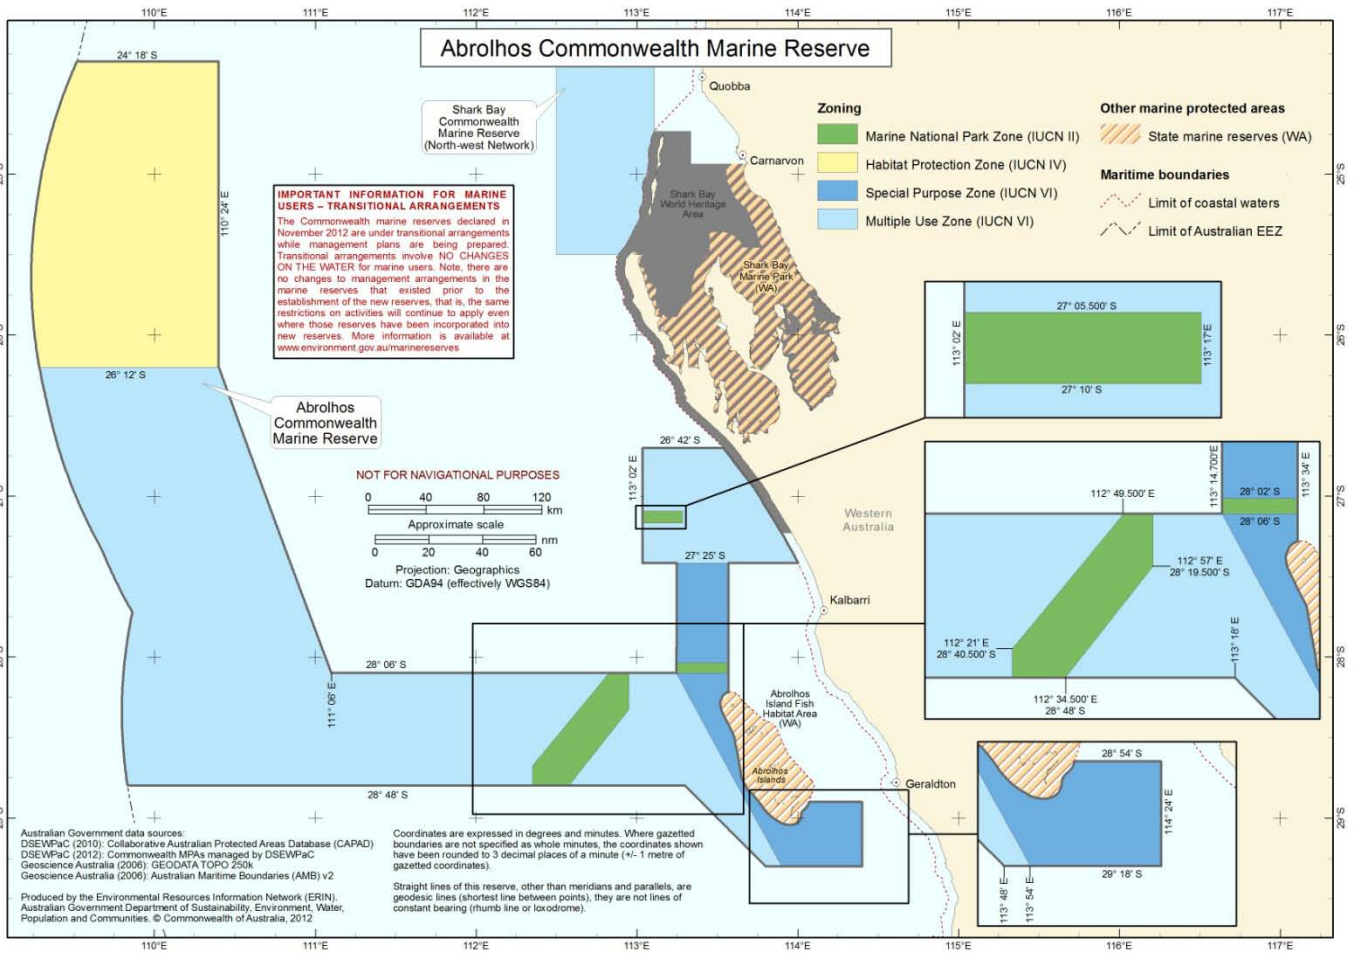 110°E 111°E 112°E 113°E 114°E 115°E 116°E 117°E
Abrolhos Commonwealth Marine Reserve
24° 18' S
110° 24' E
26° 12' S
Shark Bay
Commonwealth
Marine Reserve
(North-west Network)
Quobba
Carnarvon
Shark Bay
World Heritage
Area
Shark Bay
Marine Park
(WA)
Zoning
Marine National Park Zone (IUCN II)
Habitat Protection Zone (IUCN IV)
Special Purpose Zone (IUCN VI)
Multiple Use Zone (IUCN VI)
Other marine protected areas
State marine reserves (WA)
Maritime boundaries
Limit of coastal waters
Limit of Australian EEZ
IMPORTANT INFORMATION FOR MARINE
USERS – TRANSITIONAL ARRANGEMENTS
The Commonwealth marine reserves declared in
November 2012 are under transitional arrangements
while management plans are being prepared.
Transitional arrangements involve NO CHANGES
ON THE WATER for marine users. Note, there are
no changes to management arrangements in the
marine reserves that existed prior to the
establishment of the new reserves, that is, the same
restrictions on activities will continue to apply even
where those reserves have been incorporated into
new reserves. More information is available at
www.environment.gov.au/marinereserves
Abrolhos
Commonwealth
Marine Reserve
27° 05.500' S
113° 02' E
113° 17'E
27° 10' S
26° 42' S
113° 02' E
27° 25' S
NOT FOR NAVIGATIONAL PURPOSES
0 40 80 120
km
Approximate scale
nm
0 20 40 60
Projection: Geographics
Datum: GDA94 (effectively WGS84)
Western
Australia
Kalbarri
112° 49.500' E
113° 14.700'E
113° 34' E
28° 02' S
28° 06' S
112° 57' E
28° 19.500' S
112° 21' E
28° 40.500' S
113° 18' E
112° 34.500' E
28° 48' S
28° 06' S
111° 06' E
28° 48' S
Abrolhos
Island Fish
Habitat Area
(WA)
Abrolhos
Islands
Geraldton
28° 54' S
114° 24' E
29° 18' S
113° 48' E
113° 54' E
25°S
26°S
27°S
28°S
29°S
Australian Government data sources:
DSEWPaC (2010): Collaborative Australian Protected Areas Database (CAPAD)
DSEWPaC (2012): Commonwealth MPAs managed by DSEWPaC
Geoscience Australia (2006): GEODATA TOPO 250k
Geoscience Australia (2006): Australian Maritime Boundaries (AMB) v2
Produced by the Environmental Resources Information Network (ERIN).
Australian Government Department of Sustainability, Environment, Water,
Population and Communities. © Commonwealth of Australia, 2012
Coordinates are expressed in degrees and minutes. Where gazetted
boundaries are not specified as whole minutes, the coordinates shown
have been rounded to 3 decimal places of a minute (+/- 1 metre of
gazetted coordinates).
Straight lines of this reserve, other than meridians and parallels, are
geodesic lines (shortest line between points), they are not lines of
constant bearing (rhumb line or loxodrome).
110°E 111°E 112°E 113°E 114°E 115°E 116°E 117°E